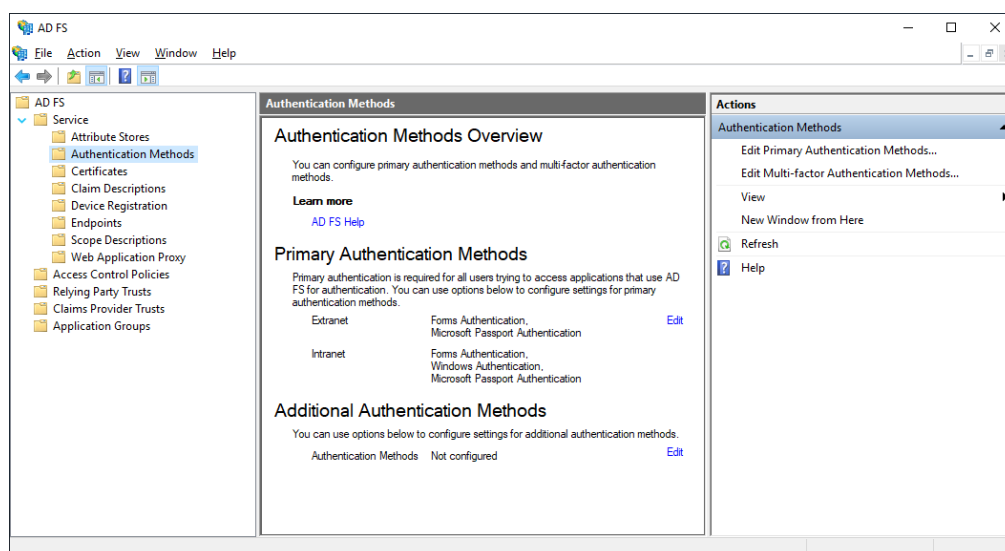 AD FS
File Action View Window Help
AD FS
Service
Attribute Stores
Authentication Methods
Certificates
Claim Descriptions
Device Registration
Endpoints
Scope Descriptions
Web Application Proxy
Access Control Policies
Relying Party Trusts
Claims Provider Trusts
Application Groups
Authentication Methods
Authentication Methods Overview
You can configure primary authentication methods and multi-factor authentication
methods.
Learn more
AD FS Help
Primary Authentication Methods
Primary authentication is required for all users trying to access applications that use AD
FS for authentication. You can use options below to configure settings for primary
authentication methods.
Extranet Forms Authentication, Edit
Microsoft Passport Authentication
Intranet Forms Authentication,
Windows Authentication,
Microsoft Passport Authentication
Additional Authentication Methods
You can use options below to configure settings for additional authentication methods.
Authentication Methods Not configured Edit
Actions
Authentication Methods
Edit Primary Authentication Methods...
Edit Multi-factor Authentication Methods...
View
New Window from Here
Refresh
Help